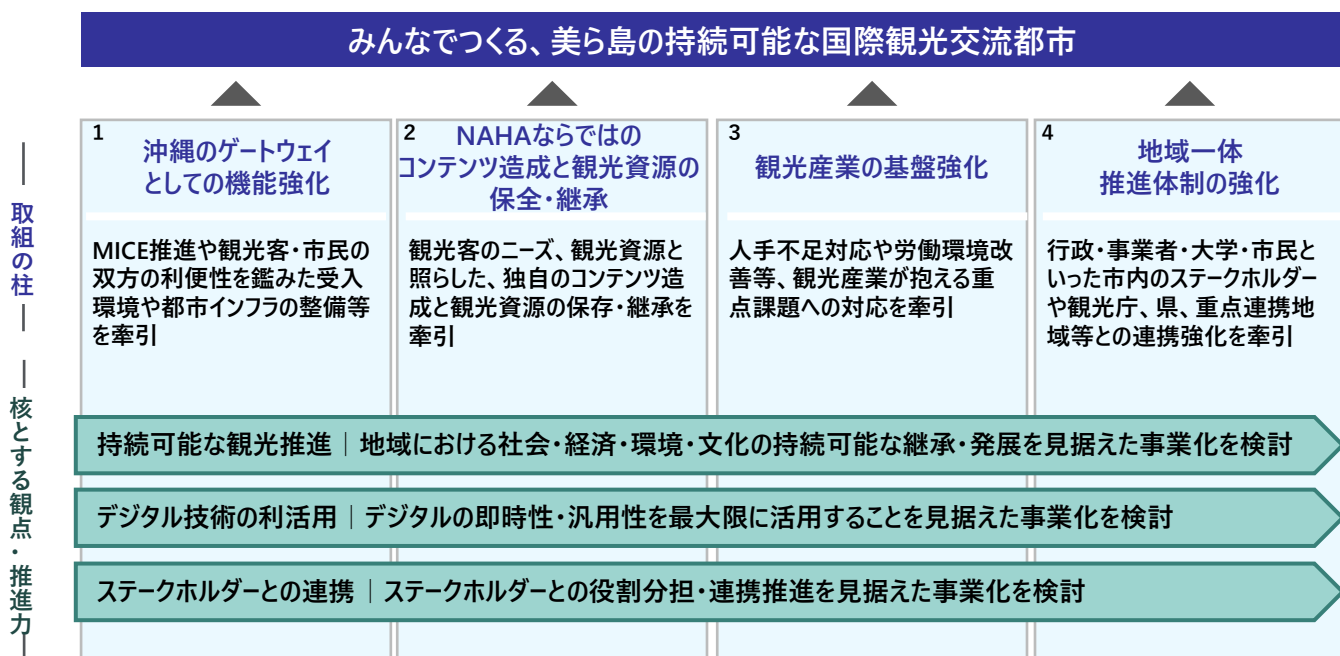 みんなでつくる、美ら島の持続可能な国際観光交流都市
取組の柱
1
沖縄のゲートウェイ
としての機能強化
MICE推進や観光客・市民の
双方の利便性を鑑みた受入
環境や都市インフラの整備等
を牽引
2
NAHAならではの
コンテンツ造成と観光資源の
保全・継承
観光客のニーズ、観光資源と
照らした、独自のコンテンツ造
成と観光資源の保存・継承を
牽引
3
観光産業の基盤強化
人手不足対応や労働環境改
善等、観光産業が抱える重
点課題への対応を牽引
4
地域一体
推進体制の強化
行政・事業者・大学・市民と
いった市内のステークホルダー
や観光庁、県、重点連携地
域等との連携強化を牽引
核とする観点・推進力
持続可能な観光推進｜地域における社会・経済・環境・文化の持続可能な継承・発展を見据えた事業化を検討
デジタル技術の利活用｜デジタルの即時性・汎用性を最大限に活用することを見据えた事業化を検討
ステークホルダーとの連携｜ステークホルダーとの役割分担・連携推進を見据えた事業化を検討